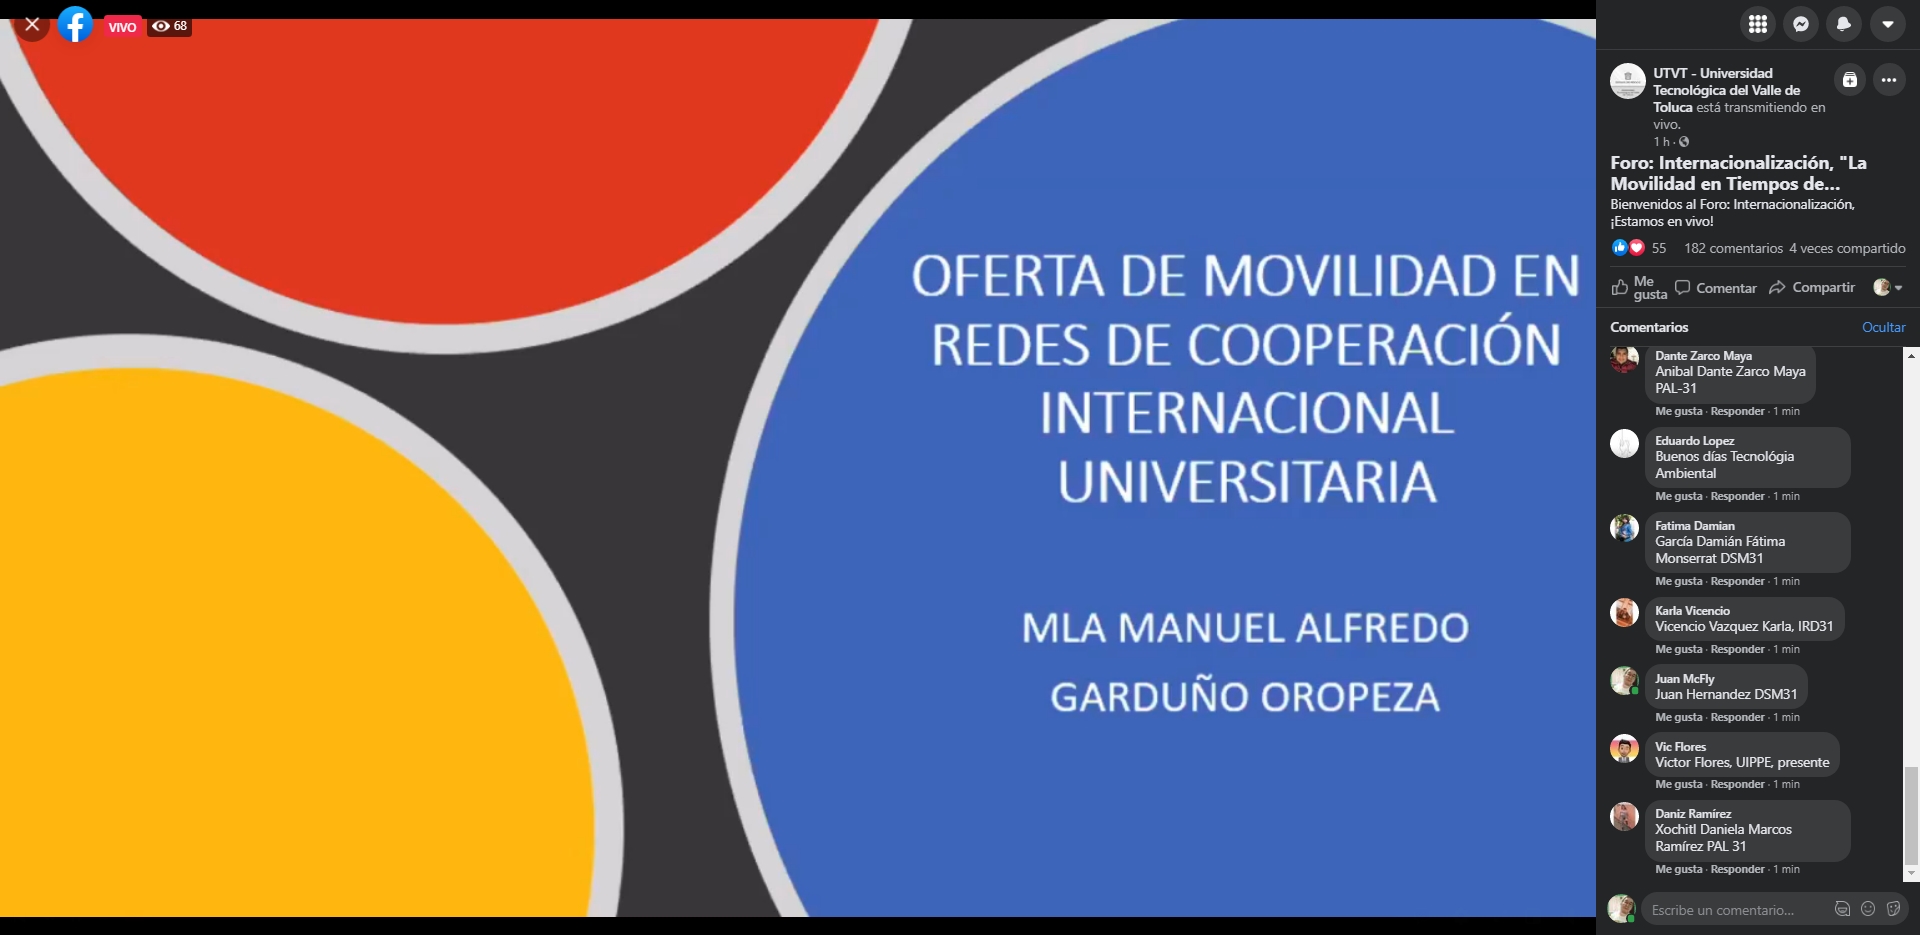 VIVO
68
OFERTA DE MOVILIDAD EN
REDES DE COOPERACIÓN
INTERNACIONAL
UNIVERSITARIA
MLA MANUEL ALFREDO
GARDUÑO OROPEZA
UTVT - Universidad
Tecnológica del Valle de
Toluca está transmitiendo en
vivo.
1 h ·
Foro: Internacionalización, "La
Movilidad en Tiempos de...
Bienvenidos al Foro: Internacionalización,
¡Estamos en vivo!
55 182 comentarios 4 veces compartido
Me gusta Comentar Compartir
Comentarios Ocultar
Dante Zarco Maya
Anibal Dante Zarco Maya
PAL-31
Me gusta · Responder · 1 min
Eduardo Lopez
Buenos días Tecnológia
Ambiental
Me gusta · Responder · 1 min
Fatima Damian
García Damián Fátima
Monserrat DSM31
Me gusta · Responder · 1 min
Karla Vicencio
Vicencio Vazquez Karla, IRD31
Me gusta · Responder · 1 min
Juan McFly
Juan Hernandez DSM31
Me gusta · Responder · 1 min
Vic Flores
Victor Flores, UIPPE, presente
Me gusta · Responder · 1 min
Daniz Ramírez
Xochitl Daniela Marcos
Ramírez PAL 31
Me gusta · Responder · 1 min
Escribe un comentario...